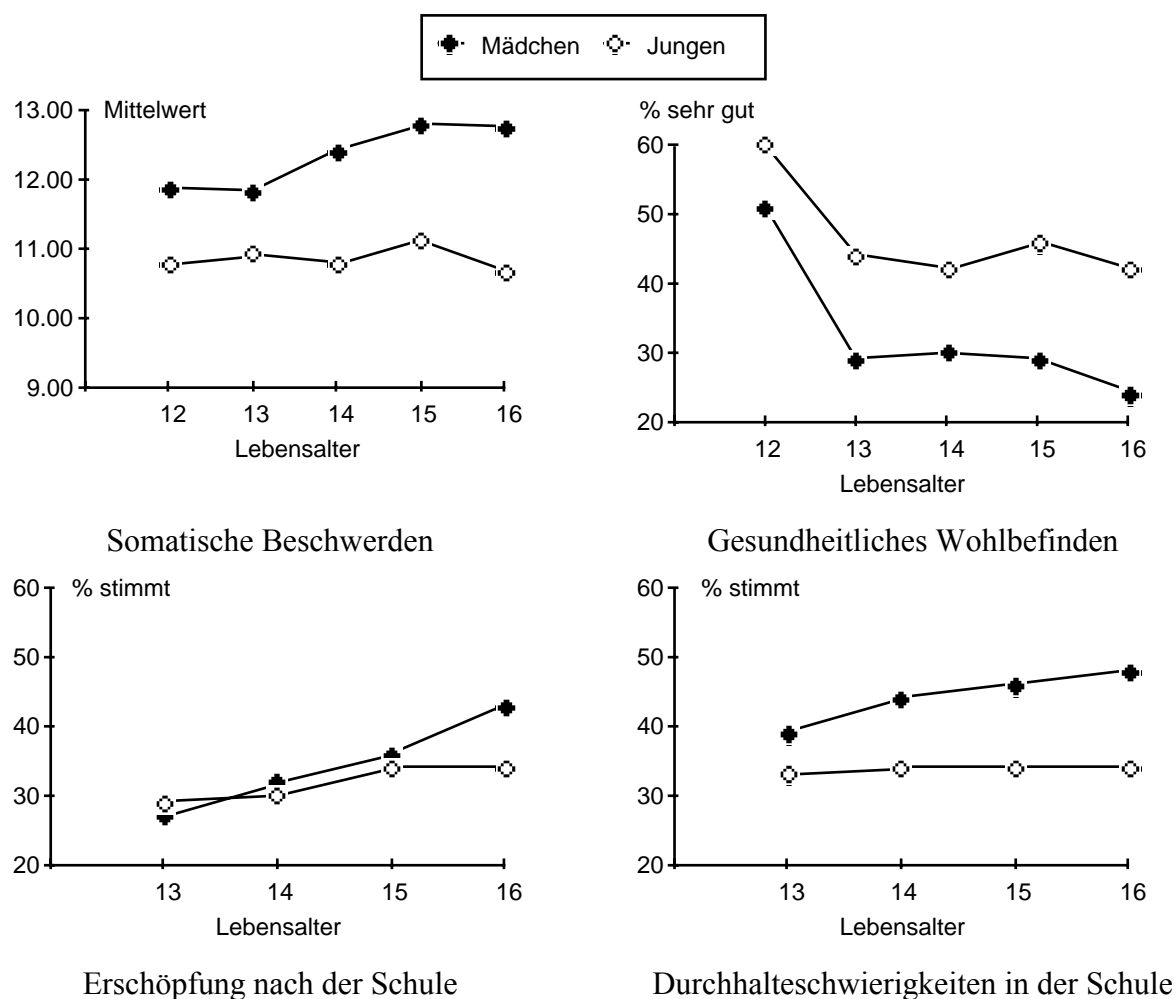 Mädchen Jungen
Mittelwert
13.00
12.00
11.00
10.00
9.00
12 13 14 15 16
Lebensalter
Somatische Beschwerden
% sehr gut
60
50
40
30
20
12 13 14 15 16
Lebensalter
Gesundheitliches Wohlbefinden
% stimmt
60
50
40
30
20
13 14 15 16
Lebensalter
Erschöpfung nach der Schule
% stimmt
60
50
40
30
20
13 14 15 16
Lebensalter
Durchhalteschwierigkeiten in der Schule